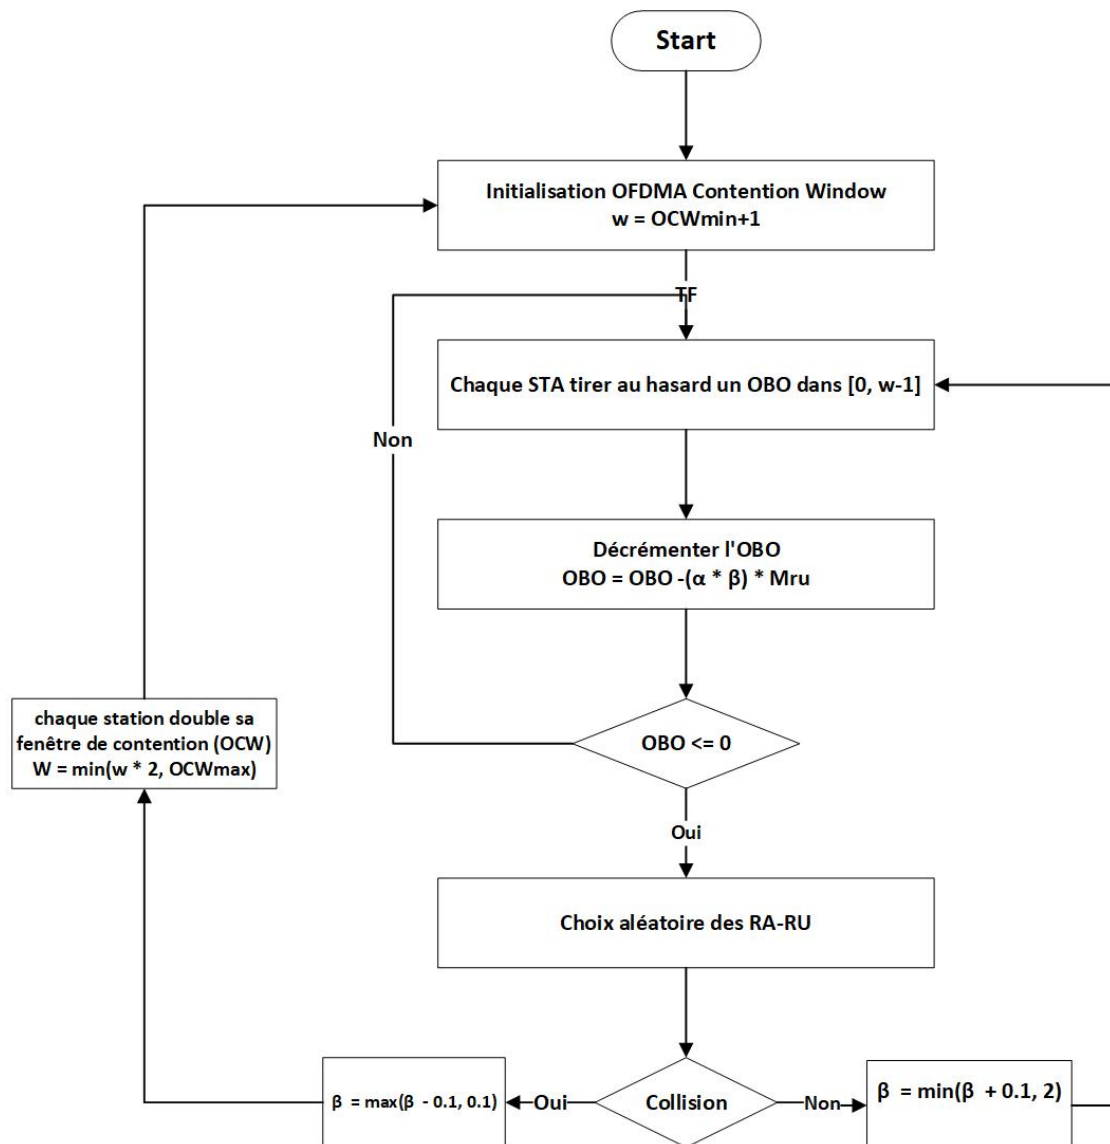 Start
Initialisation OFDMA Contention Window
w = OCWmin+1
TF
Chaque STA tirer au hasard un OBO dans [0, w-1]
Non
Décrémenter l'OBO
OBO = OBO -(α * β) * Mru
chaque station double sa
fenêtre de contention (OCW)
W = min(w * 2, OCWmax)
OBO <= 0
Oui
Choix aléatoire des RA-RU
β = max(β - 0.1, 0.1)
Oui
Collision
Non
β = min(β + 0.1, 2)